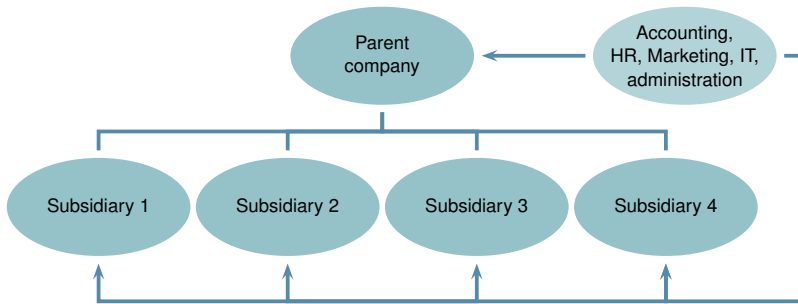 Parent
company
Accounting,
HR, Marketing, IT,
administration
Subsidiary 1
Subsidiary 2
Subsidiary 3
Subsidiary 4